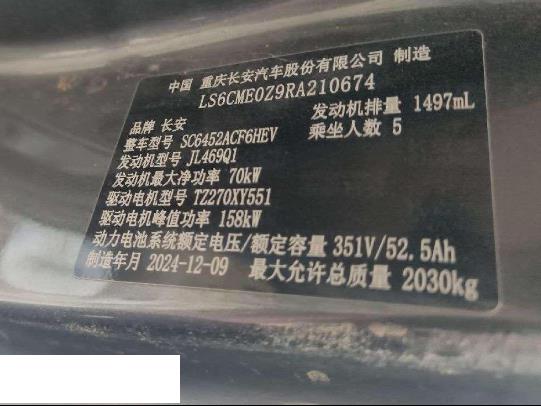 中国 重庆长安汽车股份有限公司 制造
LS6CME0Z9RA210674
品牌 长安
发动机排量 1497mL
整车型号 SC6452ACF6HEV
乘坐人数 5
发动机型号 JL469Q1
发动机最大净功率 70kW
驱动电机型号 TZ270XY551
驱动电机峰值功率 158kW
动力电池系统额定电压/额定容量 351V/52.5Ah
制造年月 2024-12-09 最大允许总质量 2030kg